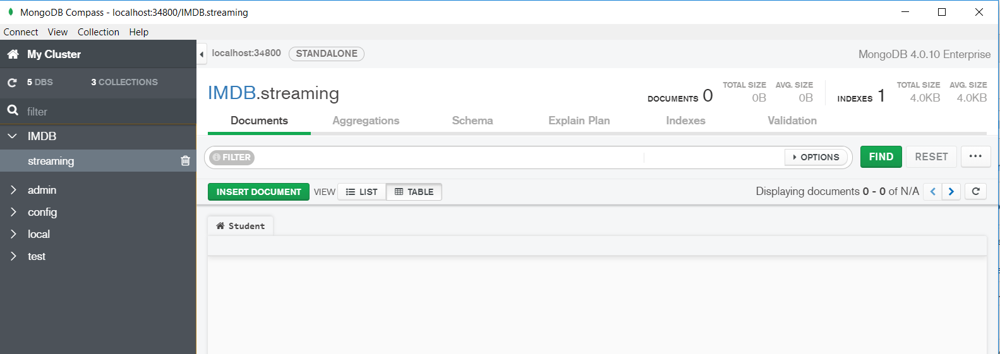 MongoDB Compass - localhost:34800/IMDB.streaming
Connect View Collection Help
My Cluster
5 DBS 3 COLLECTIONS
filter
IMDB
streaming
admin
config
local
test
localhost:34800 STANDALONE MongoDB 4.0.10 Enterprise
IMDB.streaming
DOCUMENTS 0 TOTAL SIZE 0B AVG. SIZE 0B INDEXES 1 TOTAL SIZE 4.0KB AVG. SIZE 4.0KB
Documents Aggregations Schema Explain Plan Indexes Validation
FILTER OPTIONS FIND RESET ...
INSERT DOCUMENT VIEW LIST TABLE Displaying documents 0 - 0 of N/A
Student